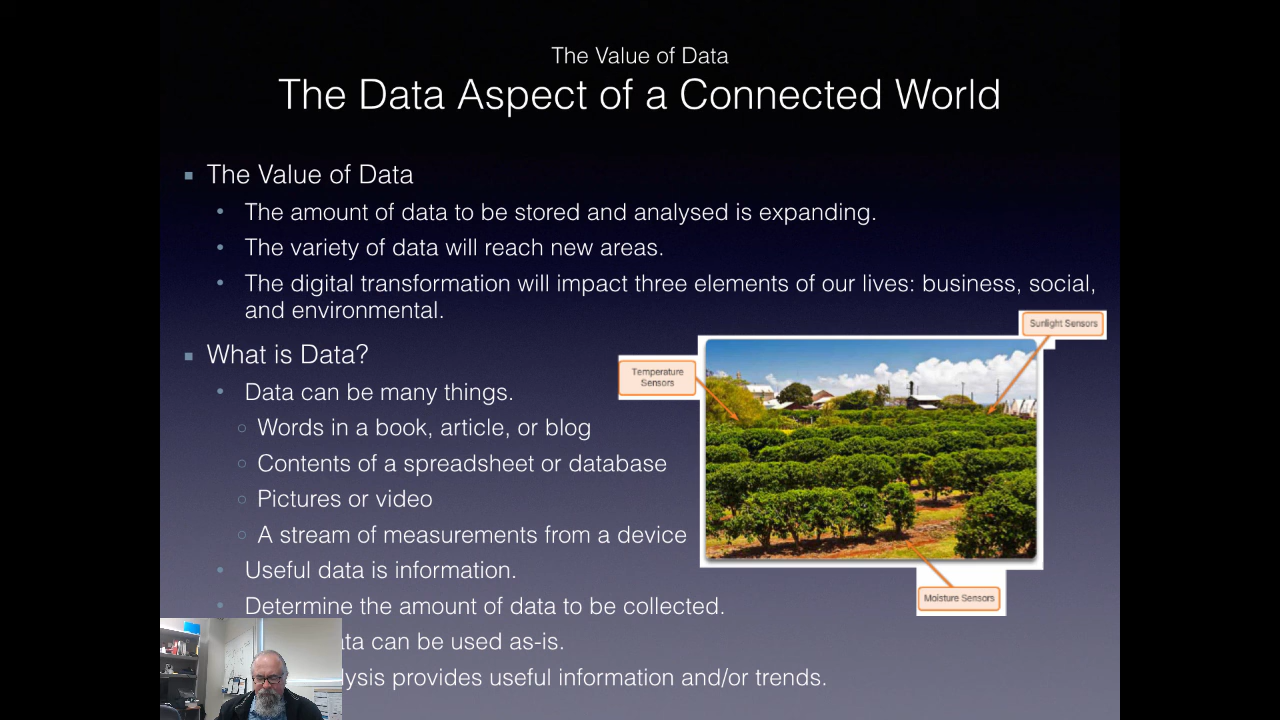 The Value of Data
The Data Aspect of a Connected World
The Value of Data
The amount of data to be stored and analysed is expanding.
The variety of data will reach new areas.
The digital transformation will impact three elements of our lives: business, social,
and environmental.
What is Data?
Data can be many things.
Words in a book, article, or blog
Contents of a spreadsheet or database
Pictures or video
A stream of measurements from a device
Useful data is information.
Determine the amount of data to be collected.
can be used as-is.
provides useful information and/or trends.
Sunlight Sensors
Temperature
Sensors
Moisture Sensors